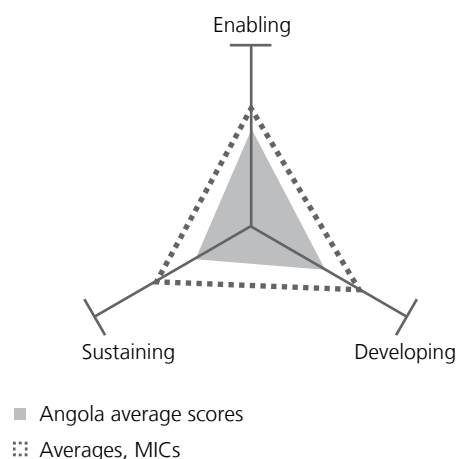 Enabling
Sustaining
Developing
Angola average scores
Averages, MICs